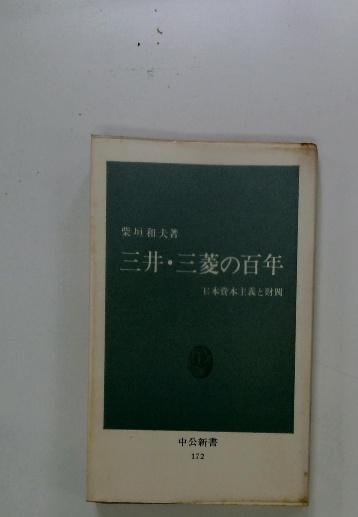 柴垣和夫著
三井・三菱の百年
日本資本主義と財閥
中公新書
172